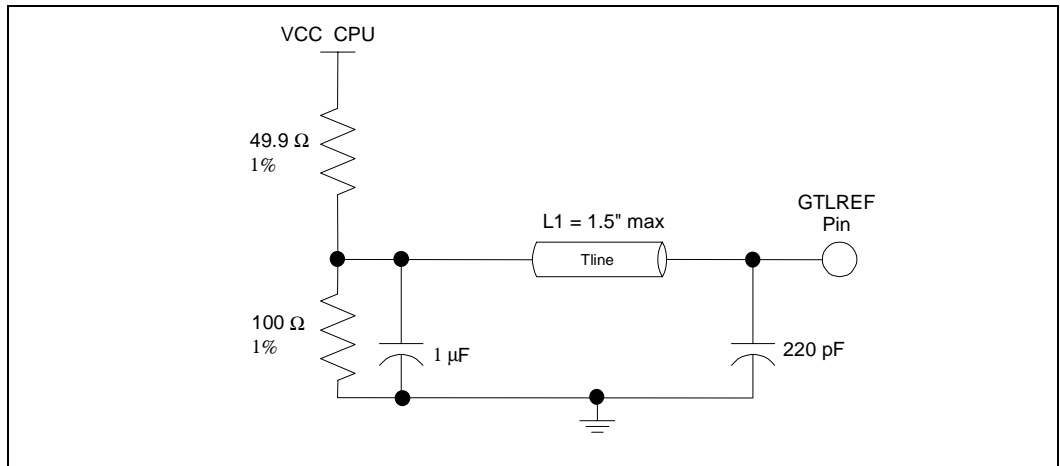 VCC CPU
49.9 Ω
1%
L1 = 1.5" max
GTLREF
Pin
Tline
100 Ω
1%
1 µF
220 pF